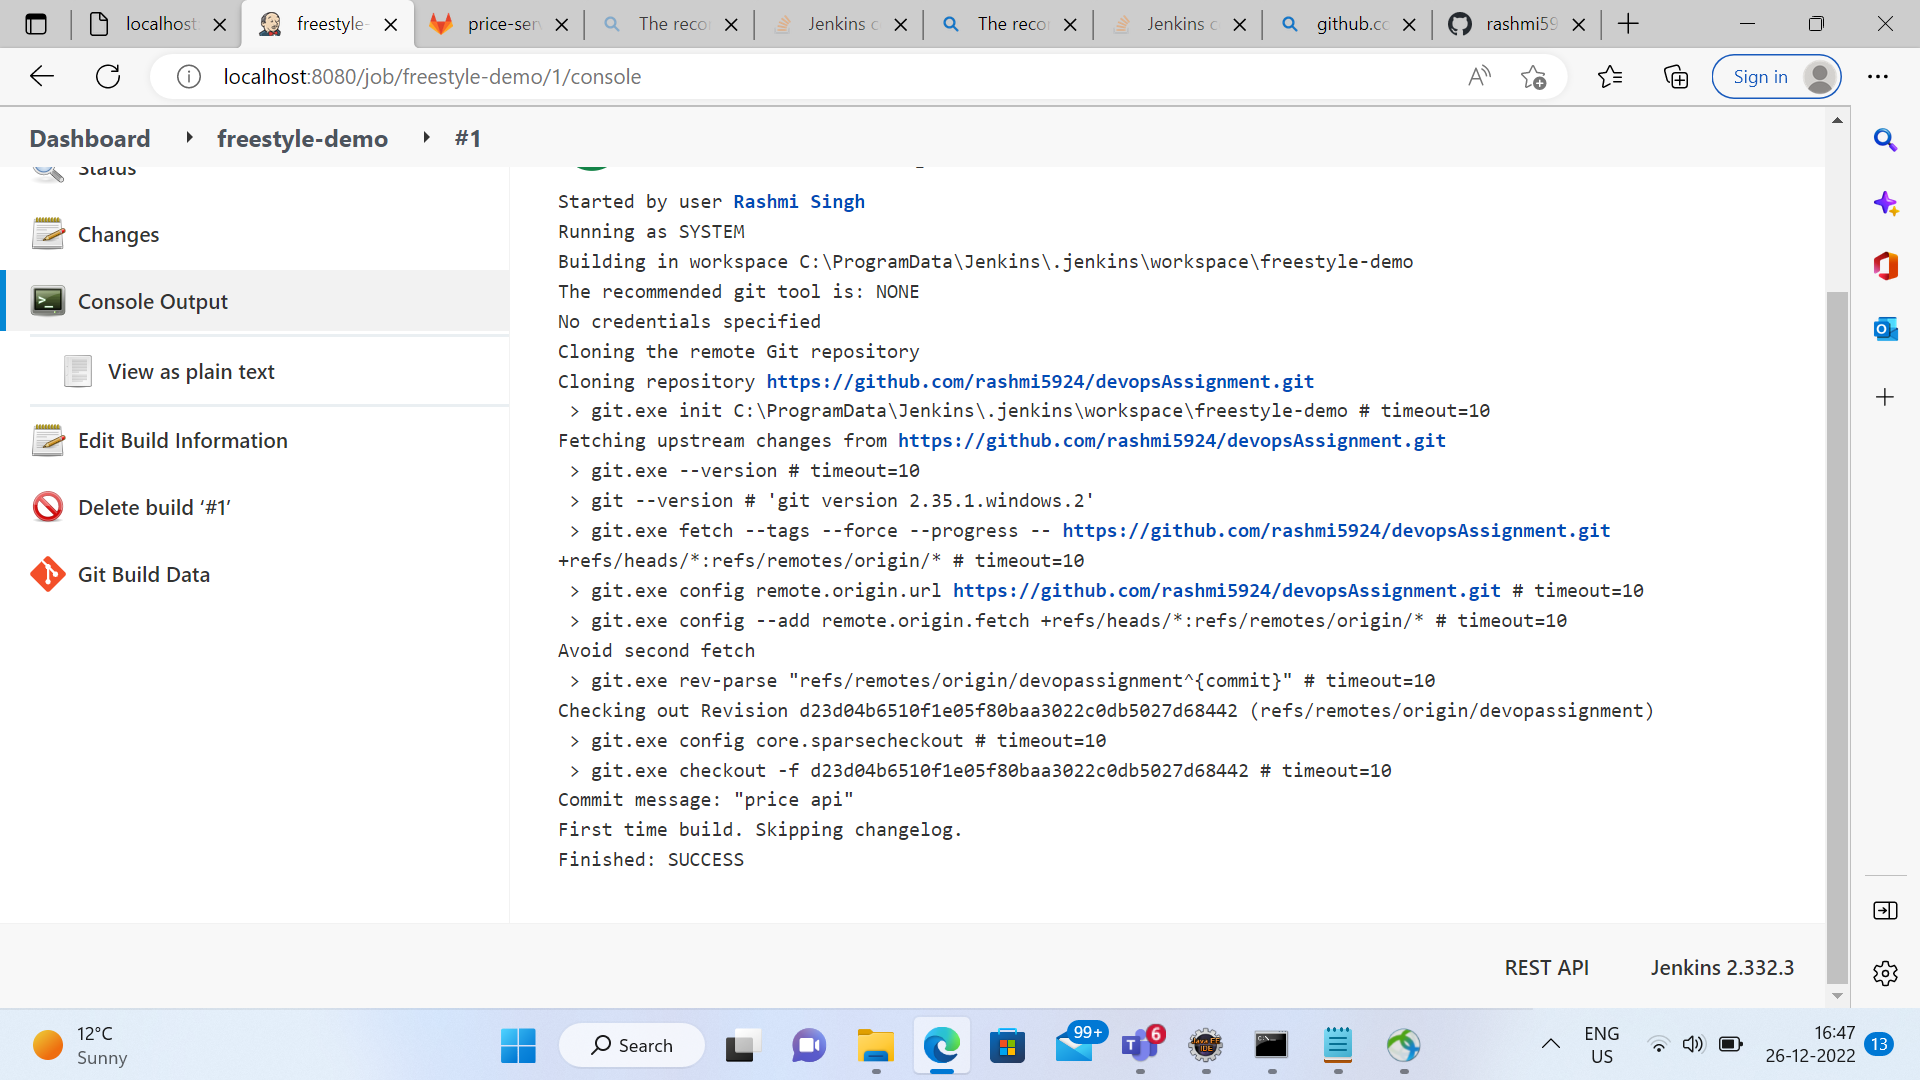 localhost:
freestyle-
price-serv
The reco
Jenkins c
The reco
Jenkins c
github.co
rashmi59
localhost:8080/job/freestyle-demo/1/console
Sign in
Dashboard freestyle-demo #1
Status
Changes
Console Output
View as plain text
Edit Build Information
Delete build ‘#1’
Git Build Data
Started by user Rashmi Singh
Running as SYSTEM
Building in workspace C:\ProgramData\Jenkins\.jenkins\workspace\freestyle-demo
The recommended git tool is: NONE
No credentials specified
Cloning the remote Git repository
Cloning repository https://github.com/rashmi5924/devopsAssignment.git
> git.exe init C:\ProgramData\Jenkins\.jenkins\workspace\freestyle-demo # timeout=10
Fetching upstream changes from https://github.com/rashmi5924/devopsAssignment.git
> git.exe --version # timeout=10
> git --version # 'git version 2.35.1.windows.2'
> git.exe fetch --tags --force --progress -- https://github.com/rashmi5924/devopsAssignment.git
+refs/heads/*:refs/remotes/origin/* # timeout=10
> git.exe config remote.origin.url https://github.com/rashmi5924/devopsAssignment.git # timeout=10
> git.exe config --add remote.origin.fetch +refs/heads/*:refs/remotes/origin/* # timeout=10
Avoid second fetch
> git.exe rev-parse "refs/remotes/origin/devopassignment^{commit}" # timeout=10
Checking out Revision d23d04b6510f1e05f80baa3022c0db5027d68442 (refs/remotes/origin/devopassignment)
> git.exe config core.sparsecheckout # timeout=10
> git.exe checkout -f d23d04b6510f1e05f80baa3022c0db5027d68442 # timeout=10
Commit message: "price api"
First time build. Skipping changelog.
Finished: SUCCESS
REST API
Jenkins 2.332.3
12°C
Sunny
Search
99+
6
ENG
US
16:47
26-12-2022
13